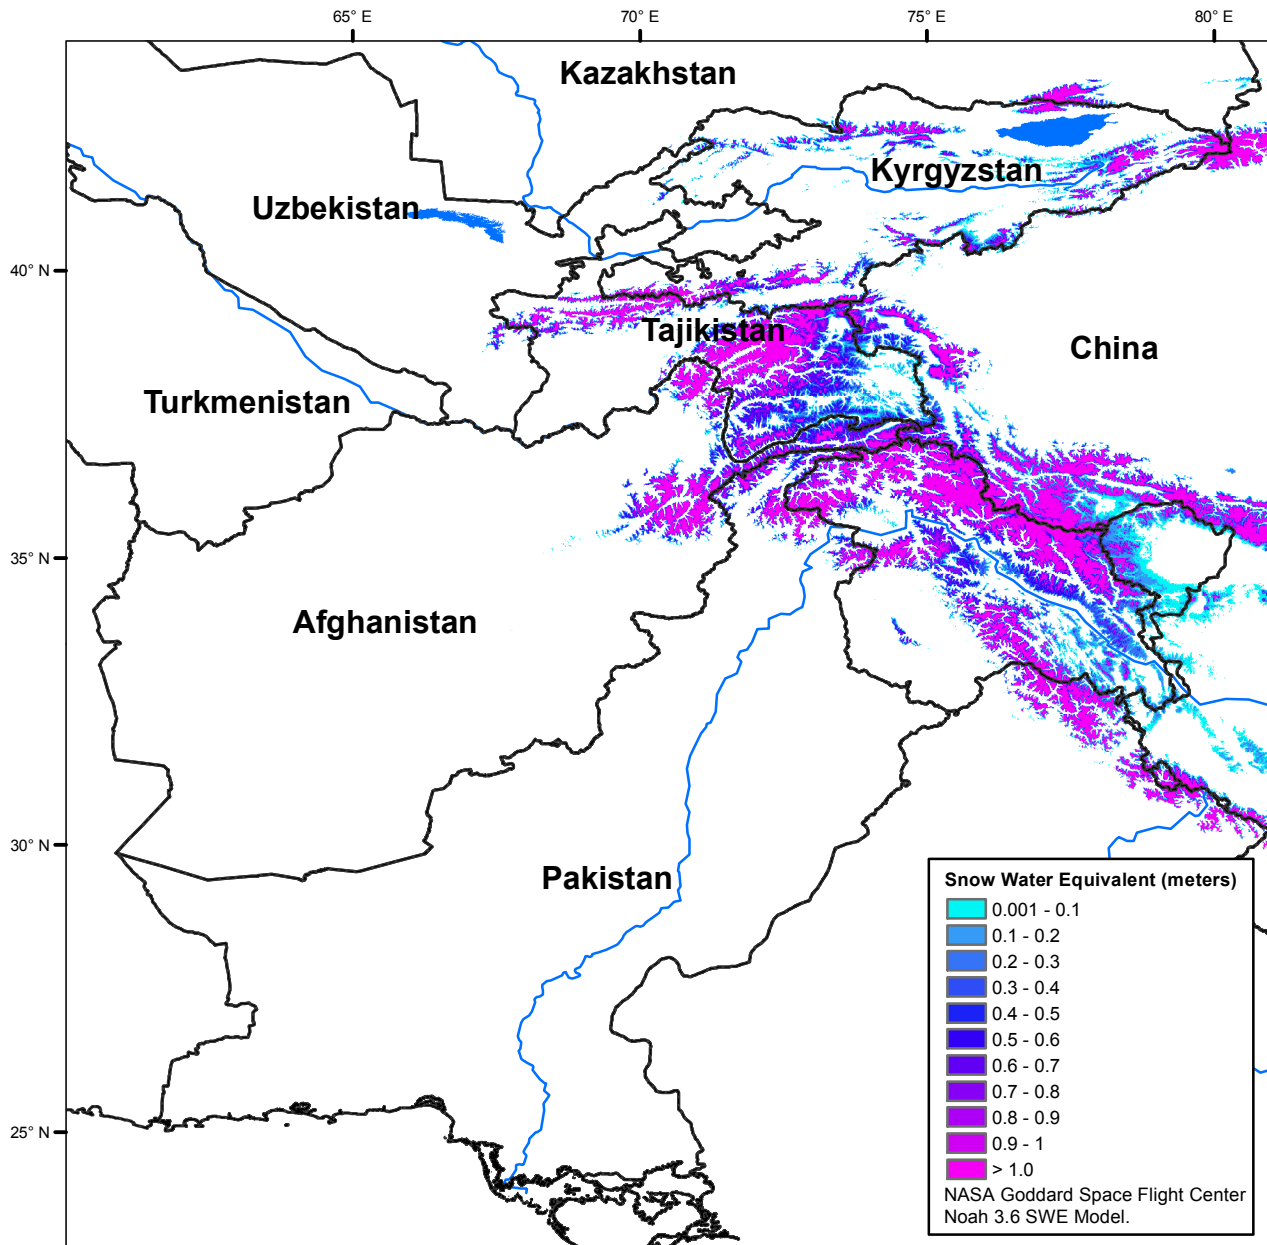 65° E
70° E
75° E
80° E
Kazakhstan
Kyrgyzstan
Uzbekistan
40° N
Tajikistan
China
Turkmenistan
35° N
Afghanistan
30° N
Pakistan
25° N
Snow Water Equivalent (meters)
0.001 - 0.1
0.1 - 0.2
0.2 - 0.3
0.3 - 0.4
0.4 - 0.5
0.5 - 0.6
0.6 - 0.7
0.7 - 0.8
0.8 - 0.9
0.9 - 1
> 1.0
NASA Goddard Space Flight Center
Noah 3.6 SWE Model.